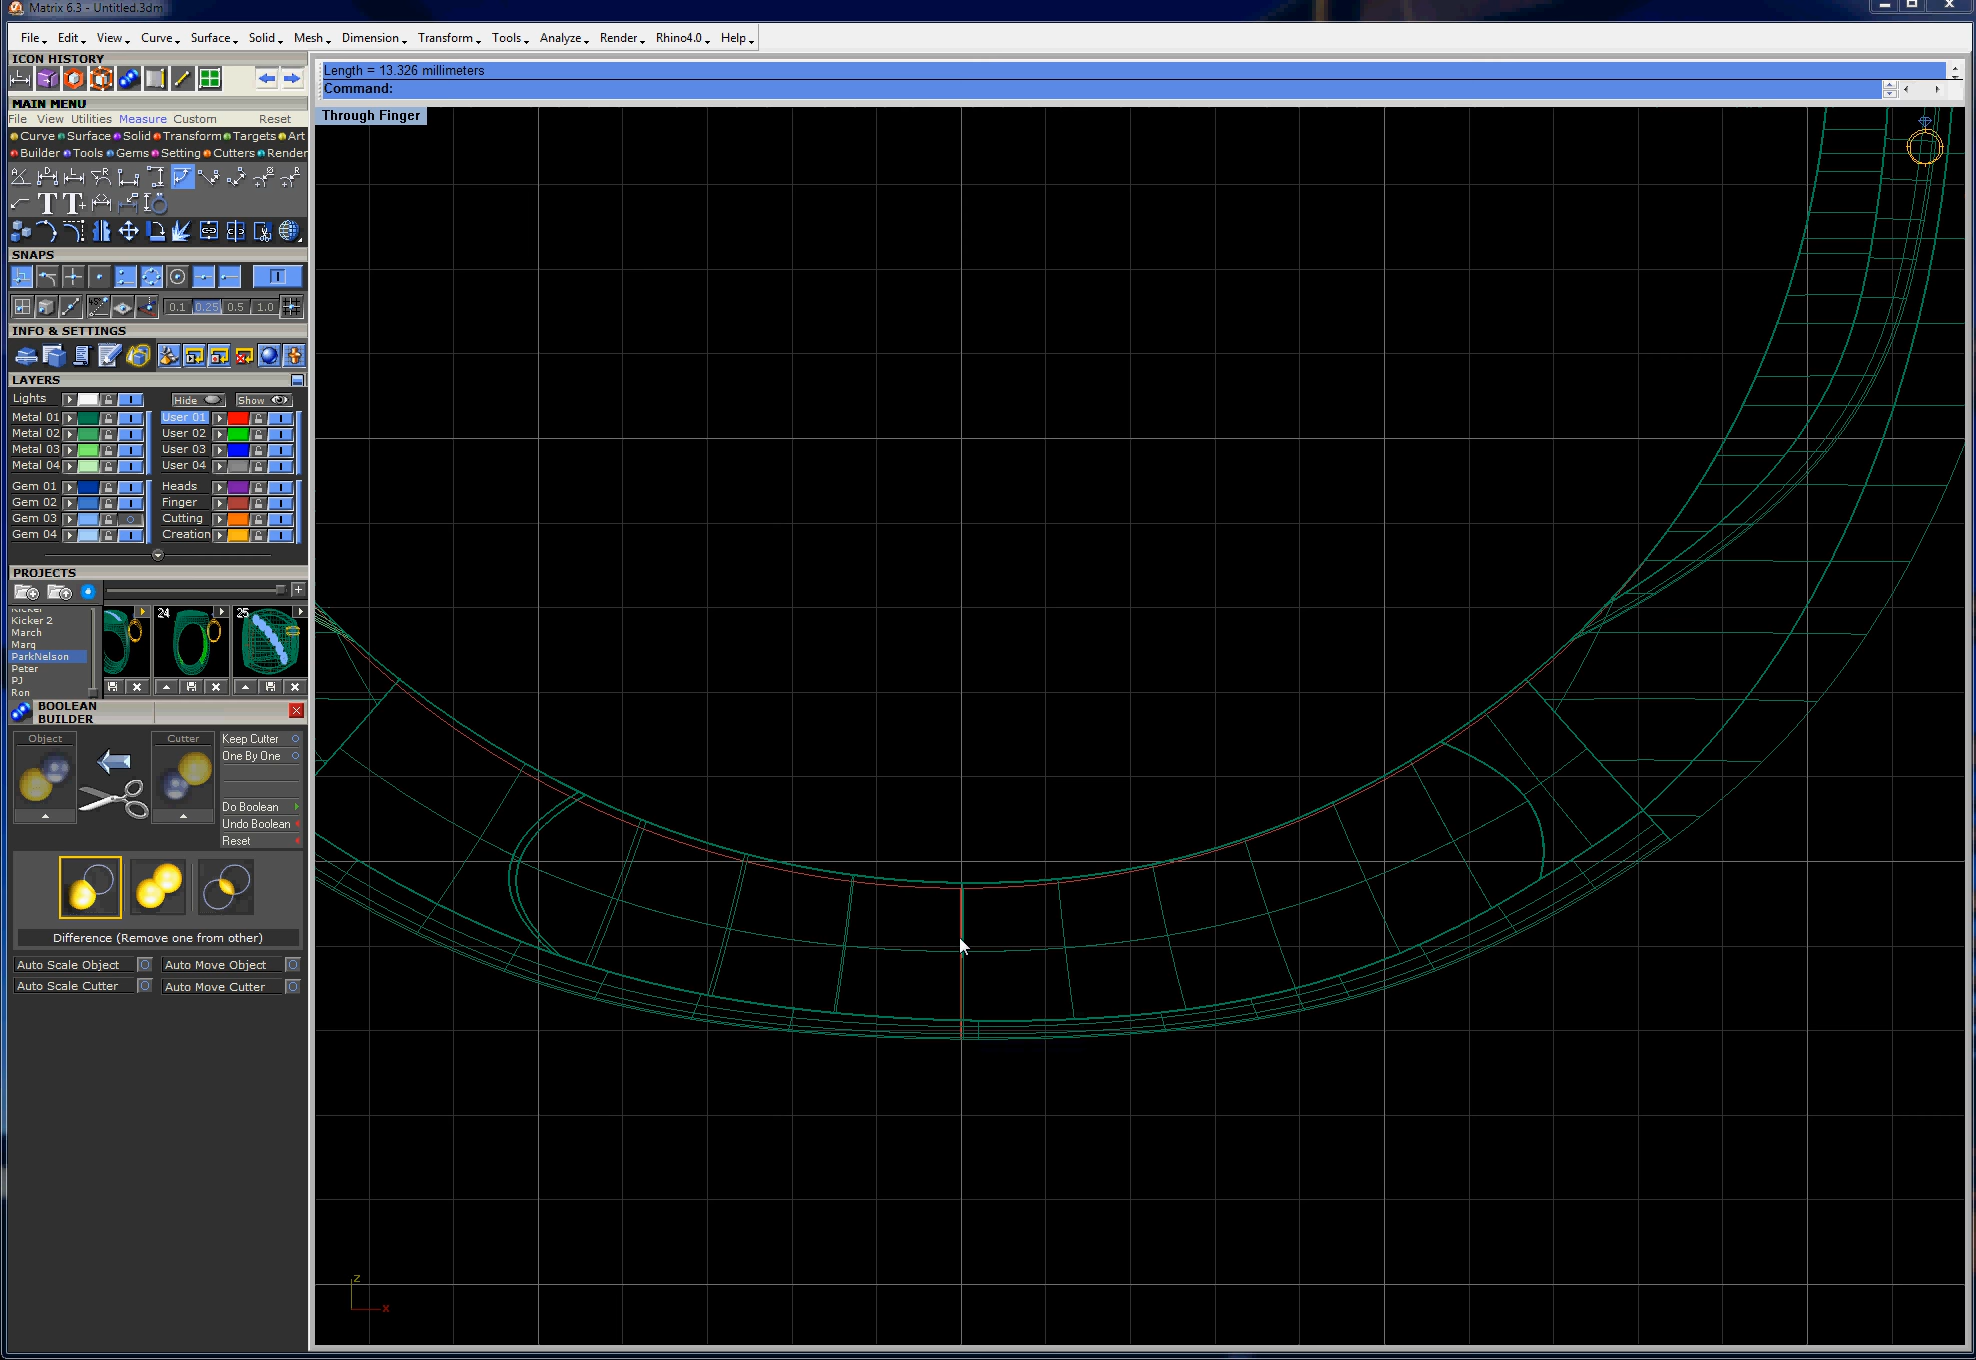 Matrix 6.3 - Untitled.3dm
File Edit View Curve Surface Solid Mesh Dimension Transform Tools Analyze Render Rhino4.0 Help
ICON HISTORY
Length = 13.326 millimeters
Command:
MAIN MENU
File View Utilities Measure Custom Reset
Through Finger
Curve Surface Solid Transform Targets Art
Builder Tools Gems Setting Cutters Render
SNAPS
0.1 0.25 0.5 1.0
INFO & SETTINGS
LAYERS
Lights Hide Show
Metal 01 User 01
Metal 02 User 02
Metal 03 User 03
Metal 04 User 04
Gem 01 Heads
Gem 02 Finger
Gem 03 Cutting
Gem 04 Creation
PROJECTS
24 25
Kicker
Kicker 2
March
Marq
ParkNelson
Peter
PJ
Ron
BOOLEAN
BUILDER
Object Cutter Keep Cutter
One By One
Do Boolean
Undo Boolean
Reset
Difference (Remove one from other)
Auto Scale Object Auto Move Object
Auto Scale Cutter Auto Move Cutter
z
x